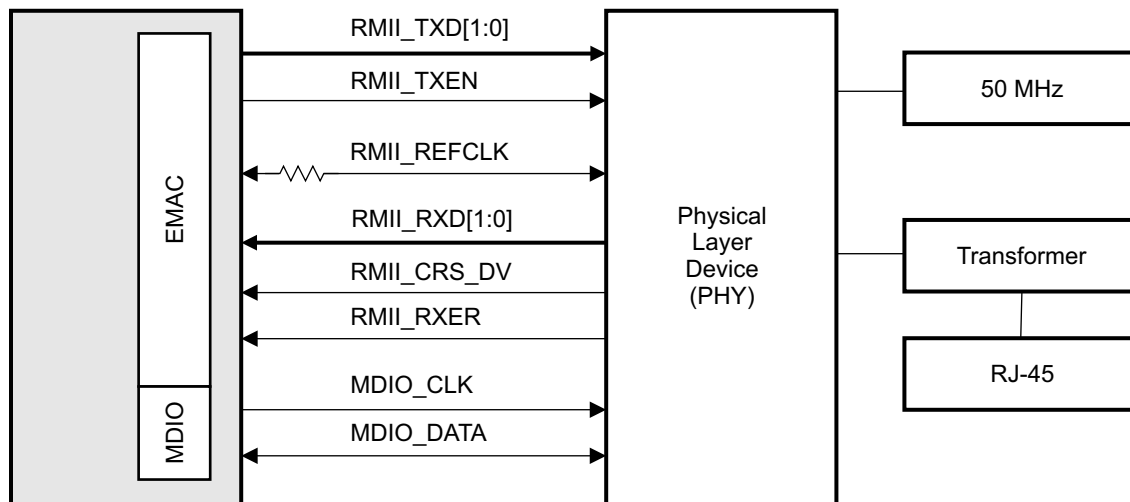 RMII_TXD[1:0]
RMII_TXEN
RMII_REFCLK
RMII_RXD[1:0]
RMII_CRS_DV
RMII_RXER
MDIO_CLK
MDIO_DATA
EMAC
MDIO
Physical
Layer
Device
(PHY)
50 MHz
Transformer
RJ-45